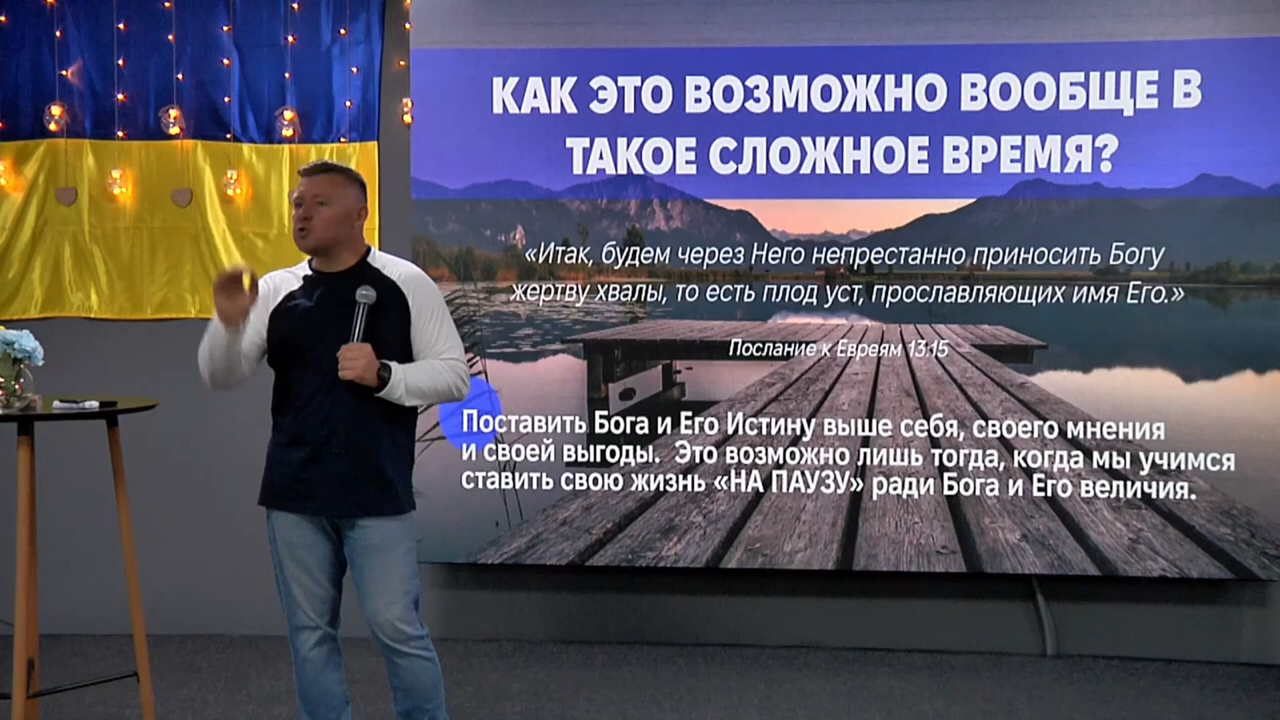 КАК ЭТО ВОЗМОЖНО ВООБЩЕ В
ТАКОЕ СЛОЖНОЕ ВРЕМЯ?
«Итак, будем через Него непрестанно приносить Богу
жертву хвалы, то есть плод уст, прославляющих имя Его.»
Послание к Евреям 13:15
Поставить Бога и Его Истину выше себя, своего мнения
и своей выгоды. Это возможно лишь тогда, когда мы учимся
ставить свою жизнь «НА ПАУЗУ» ради Бога и Его величия.